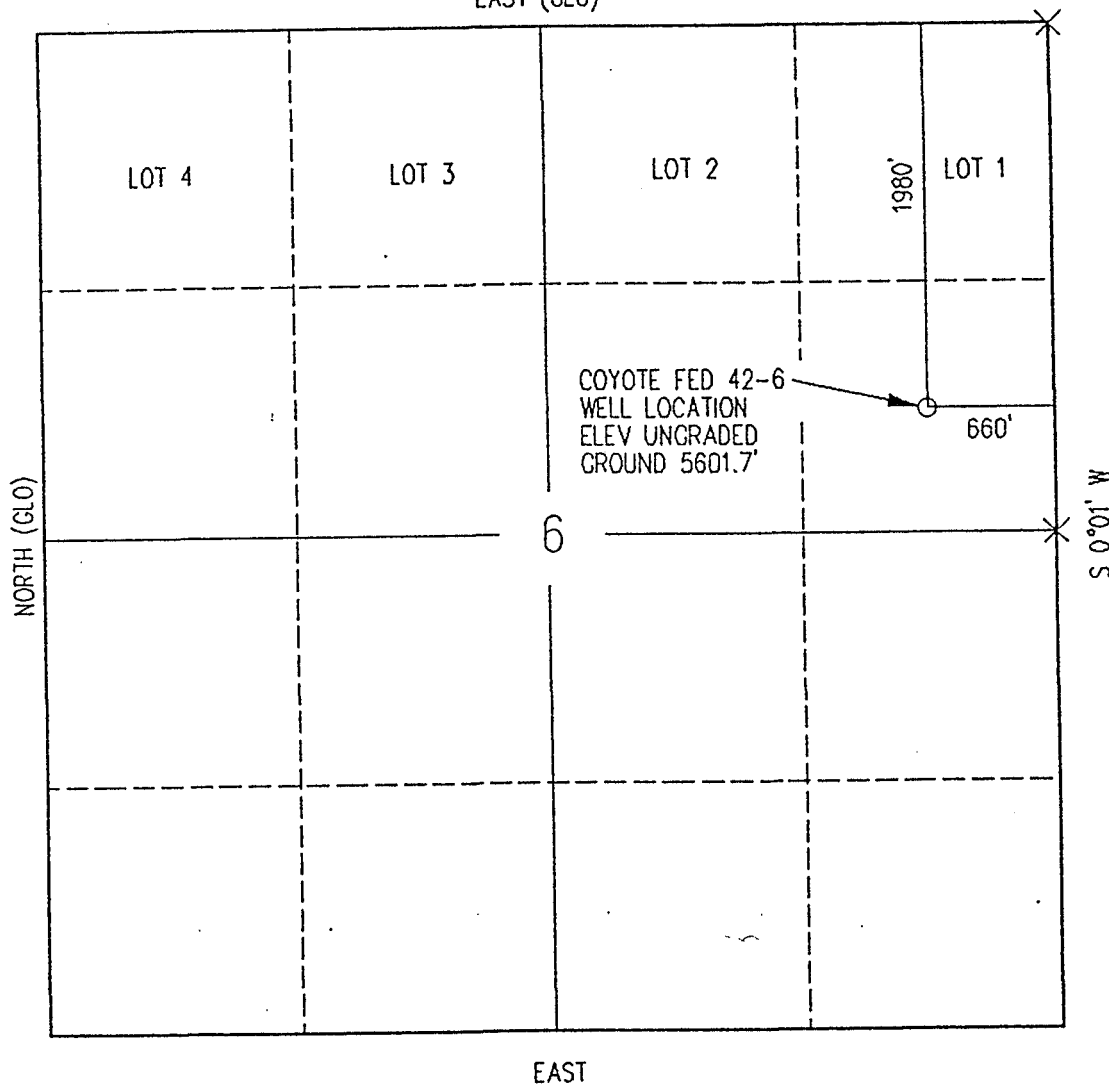 EAST (GLO)
LOT 4
LOT 3
LOT 2
1980'
LOT 1
COYOTE FED 42-6
WELL LOCATION
ELEV UNGRADED
GROUND 5601.7'
660'
NORTH (GLO)
6
S 0°01' W
EAST